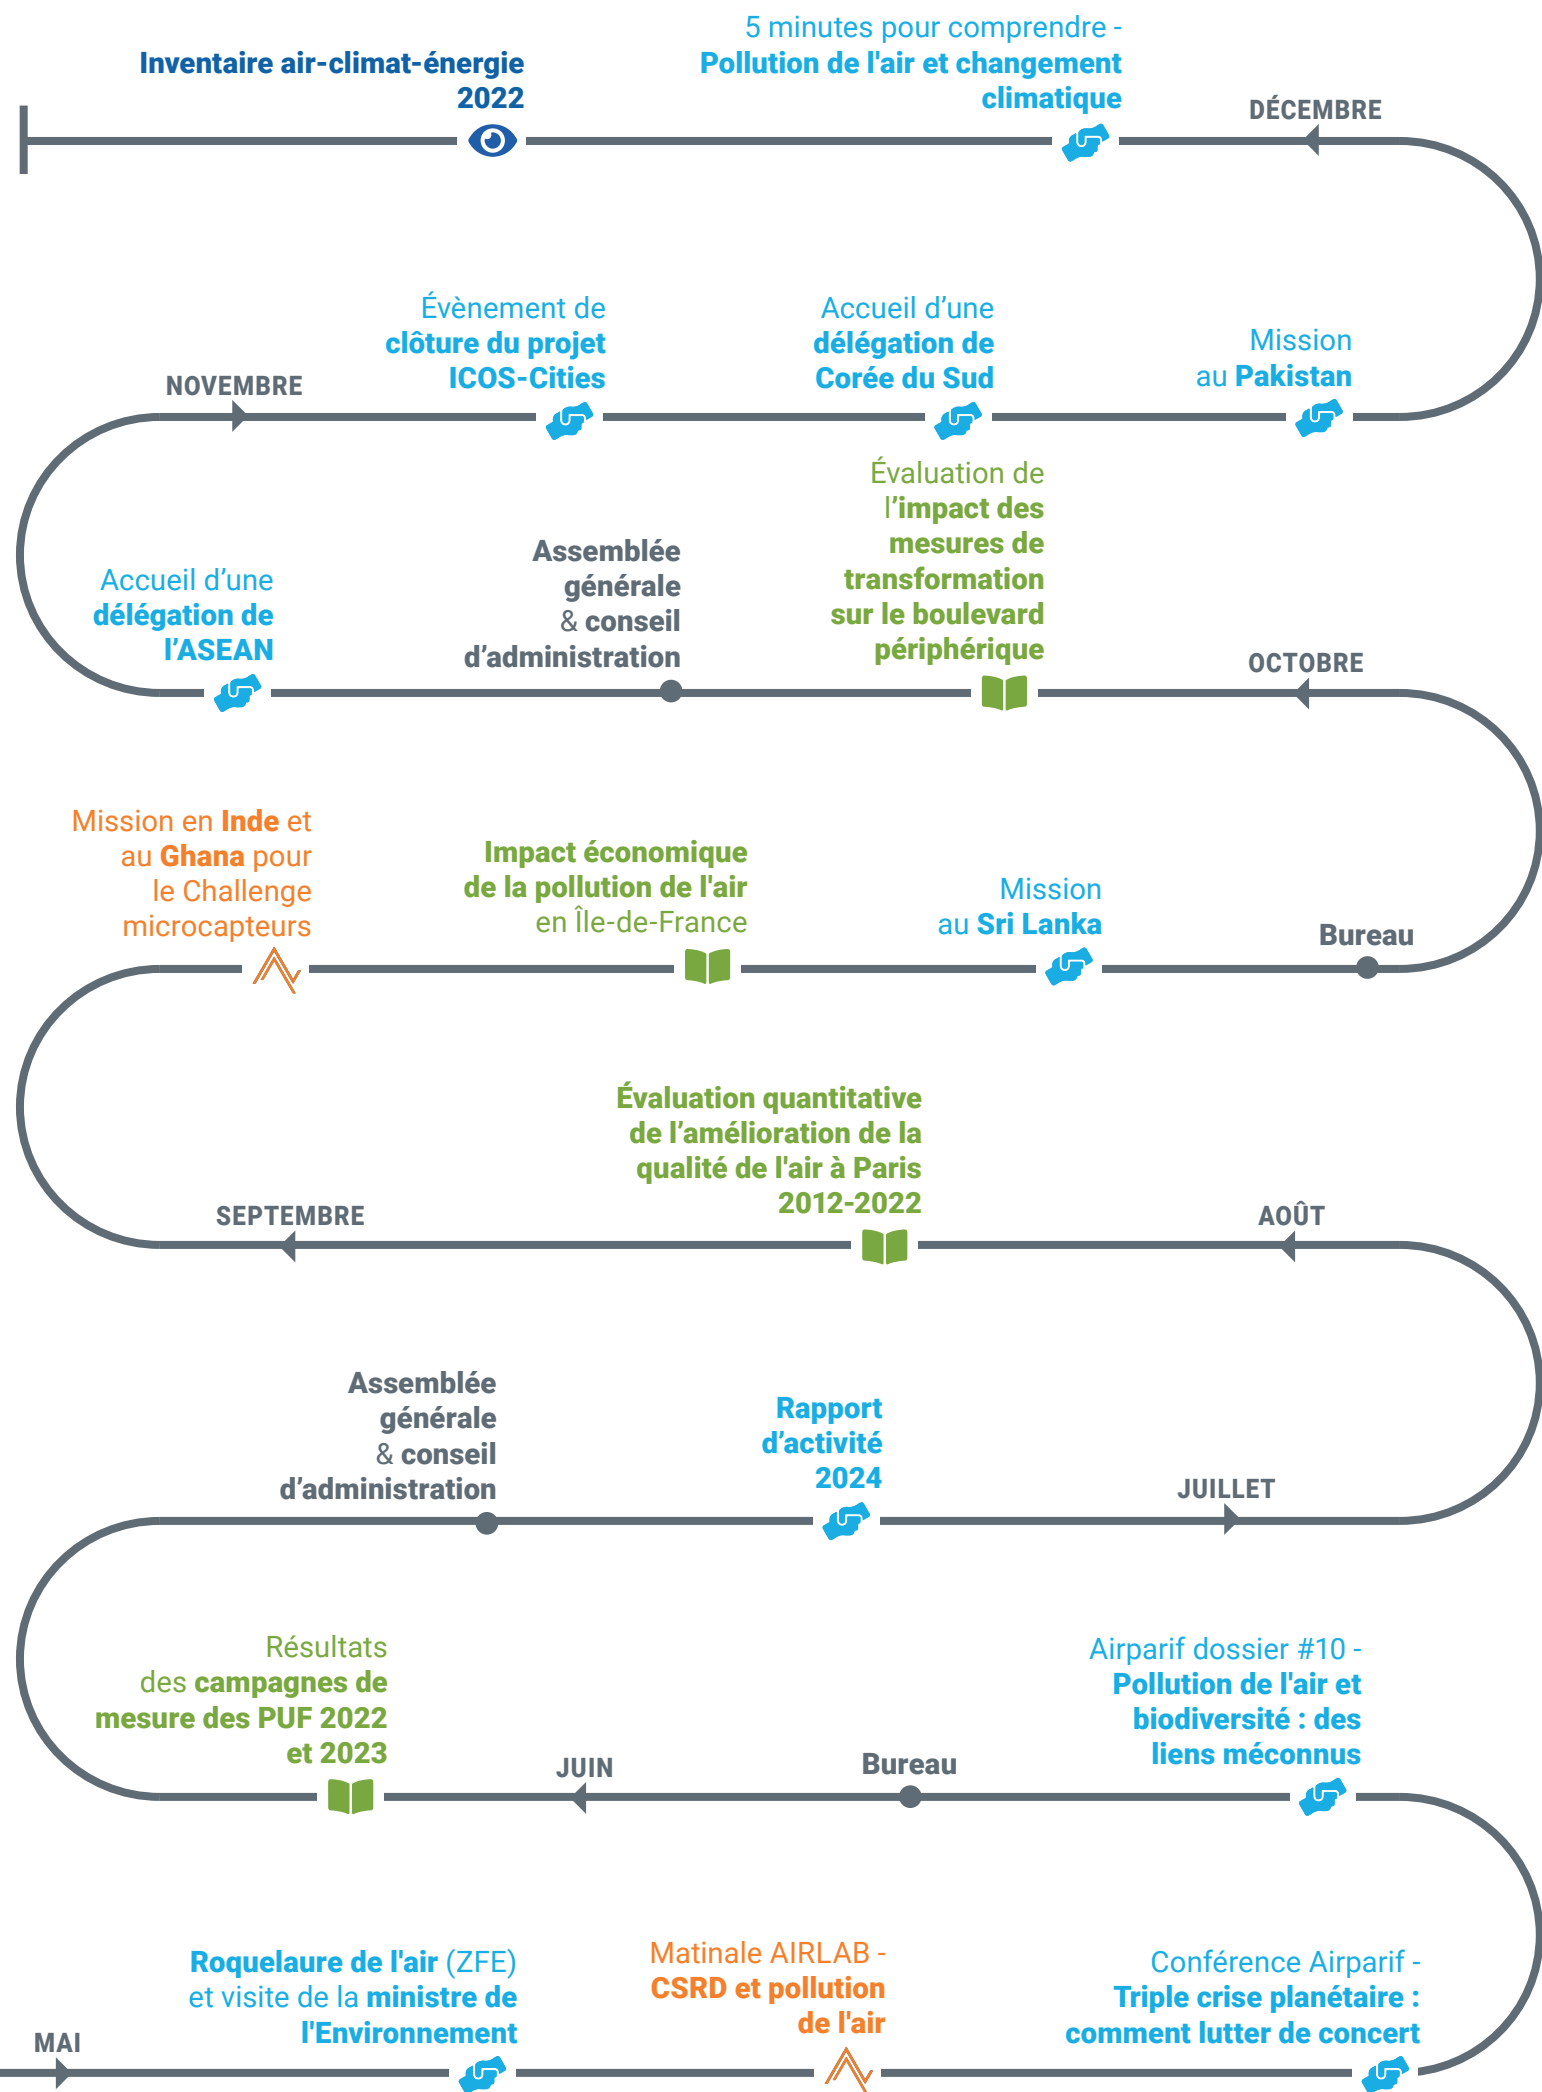 Inventaire air-climat-énergie
2022
5 minutes pour comprendre -
Pollution de l'air et changement
climatique
DÉCEMBRE
NOVEMBRE
Évènement de
clôture du projet
ICOS-Cities
Accueil d’une
délégation de
Corée du Sud
Mission
au Pakistan
Accueil d’une
délégation de
l’ASEAN
Assemblée
générale
& conseil
d’administration
Évaluation de
l’impact des
mesures de
transformation
sur le boulevard
périphérique
OCTOBRE
Mission en Inde et
au Ghana pour
le Challenge
microcapteurs
Impact économique
de la pollution de l'air
en Île-de-France
Mission
au Sri Lanka
Bureau
SEPTEMBRE
Évaluation quantitative
de l’amélioration de la
qualité de l'air à Paris
2012-2022
AOÛT
Assemblée
générale
& conseil
d’administration
Rapport
d’activité
2024
JUILLET
Résultats
des campagnes de
mesure des PUF 2022
et 2023
JUIN
Bureau
Airparif dossier #10 -
Pollution de l'air et
biodiversité : des
liens méconnus
MAI
Roquelaure de l'air (ZFE)
et visite de la ministre de
l'Environnement
Matinale AIRLAB -
CSRD et pollution
de l'air
Conférence Airparif -
Triple crise planétaire :
comment lutter de concert